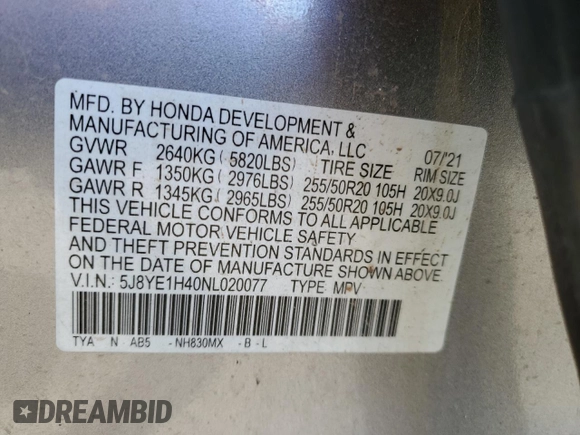 MFD. BY HONDA DEVELOPMENT &
MANUFACTURING OF AMERICA, LLC 07/'21
GVWR 2640KG ( 5820LBS) TIRE SIZE RIM SIZE
GAWR F 1350KG ( 2976LBS) 255/50R20 105H 20X9.0J
GAWR R 1345KG ( 2965LBS) 255/50R20 105H 20X9.0J
THIS VEHICLE CONFORMS TO ALL APPLICABLE
FEDERAL MOTOR VEHICLE SAFETY
AND THEFT PREVENTION STANDARDS IN EFFECT
ON THE DATE OF MANUFACTURE SHOWN ABOVE.
V.I.N.: 5J8YE1H40NL020077 TYPE MPV
TYA N AB5 -NH830MX -B-L
DREAMBID